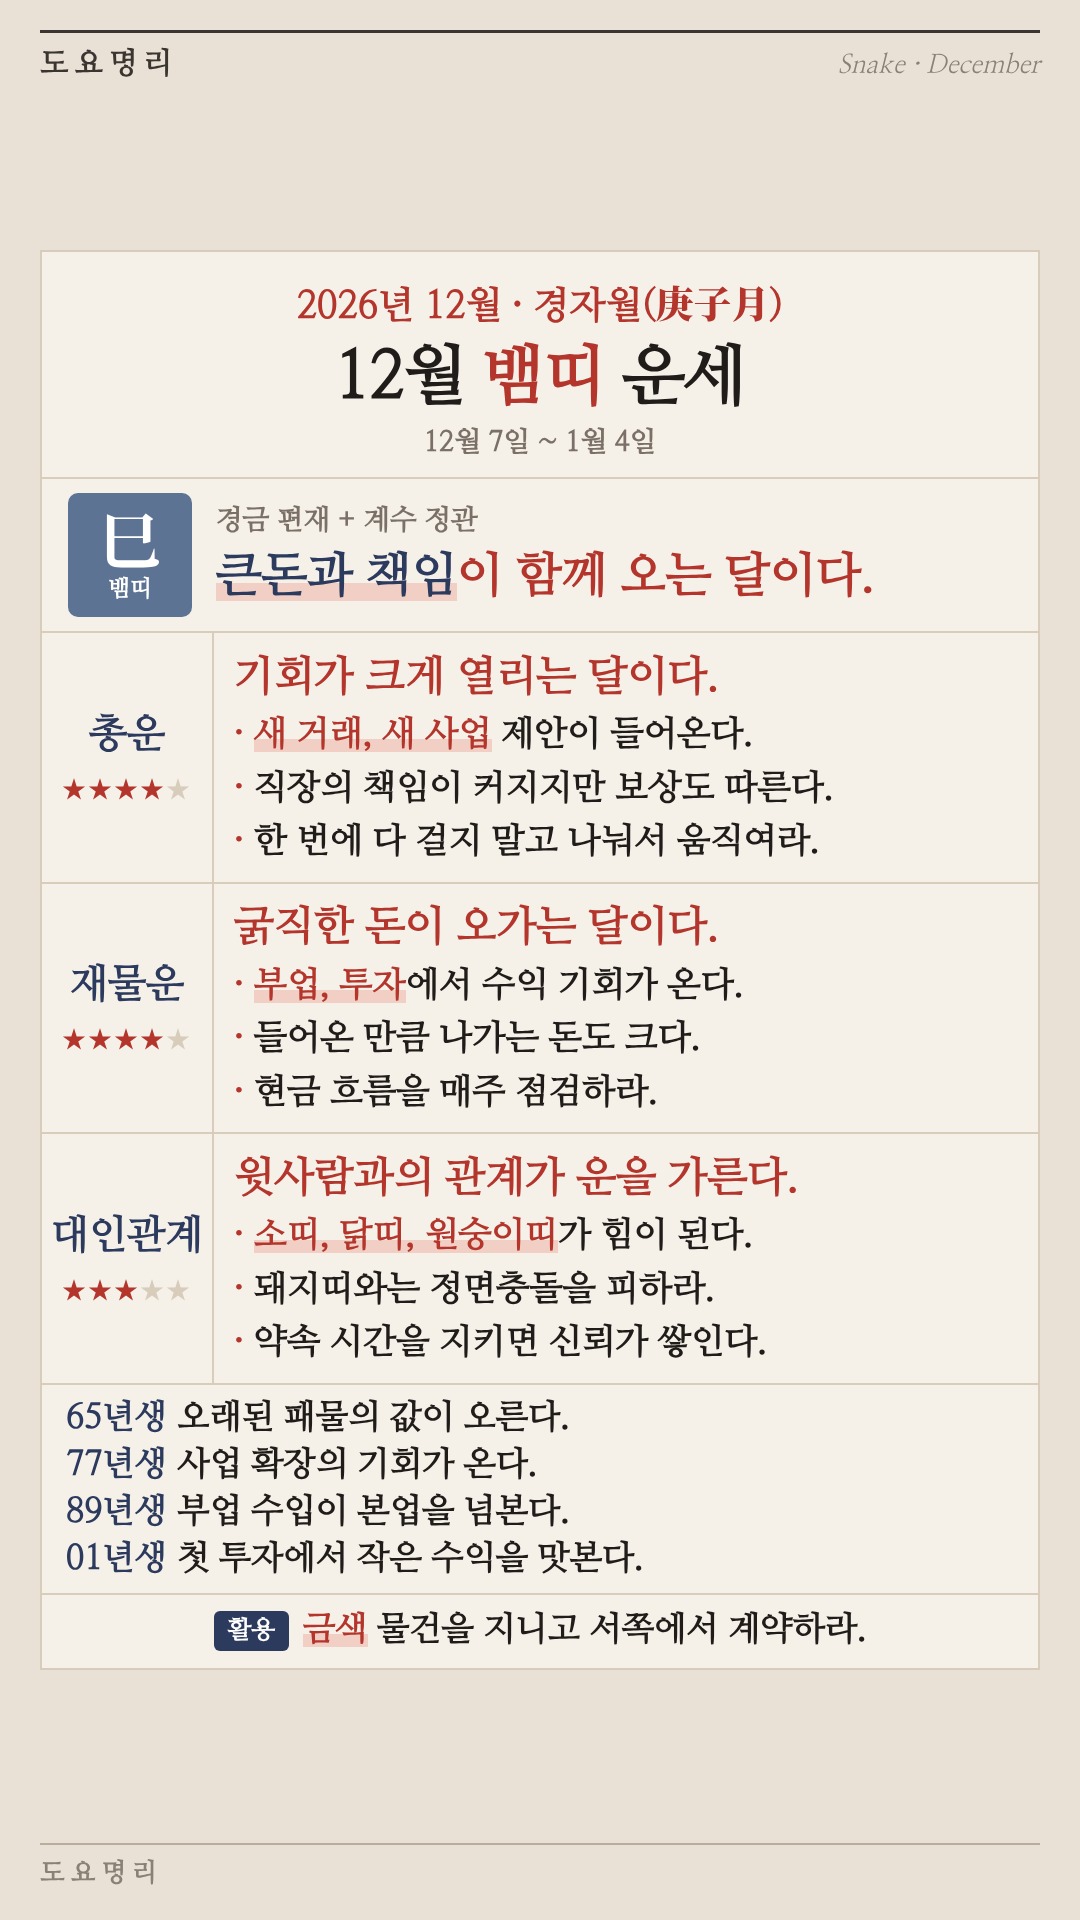 도요명리
Snake · December
2026년 12월 · 경자월(庚子月)
12월 뱀띠 운세
12월 7일 ~ 1월 4일
巳
뱀띠
경금 편재 + 계수 정관
큰돈과 책임이 함께 오는 달이다.
총운
★★★★★
기회가 크게 열리는 달이다.
· 새 거래, 새 사업 제안이 들어온다.
· 직장의 책임이 커지지만 보상도 따른다.
· 한 번에 다 걸지 말고 나눠서 움직여라.
재물운
★★★★★
굵직한 돈이 오가는 달이다.
· 부업, 투자에서 수익 기회가 온다.
· 들어온 만큼 나가는 돈도 크다.
· 현금 흐름을 매주 점검하라.
대인관계
★★★★★
윗사람과의 관계가 운을 가른다.
· 소띠, 닭띠, 원숭이띠가 힘이 된다.
· 돼지띠와는 정면충돌을 피하라.
· 약속 시간을 지키면 신뢰가 쌓인다.
65년생 오래된 패물의 값이 오른다.
77년생 사업 확장의 기회가 온다.
89년생 부업 수입이 본업을 넘본다.
01년생 첫 투자에서 작은 수익을 맛본다.
활용 금색 물건을 지니고 서쪽에서 계약하라.
도요명리